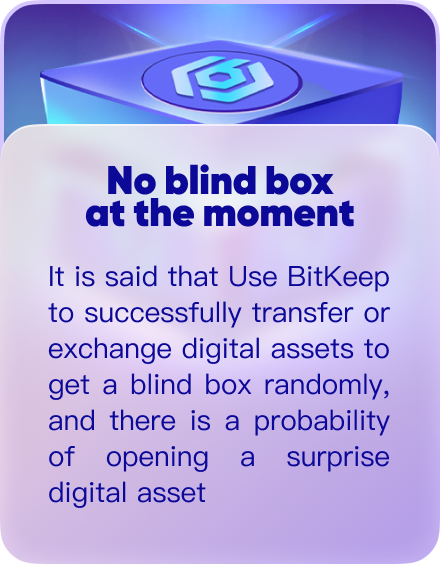 No blind box
at the moment
It is said that Use BitKeep
to successfully transfer or
exchange digital assets to
get a blind box randomly,
and there is a probability
of opening a surprise
digital asset